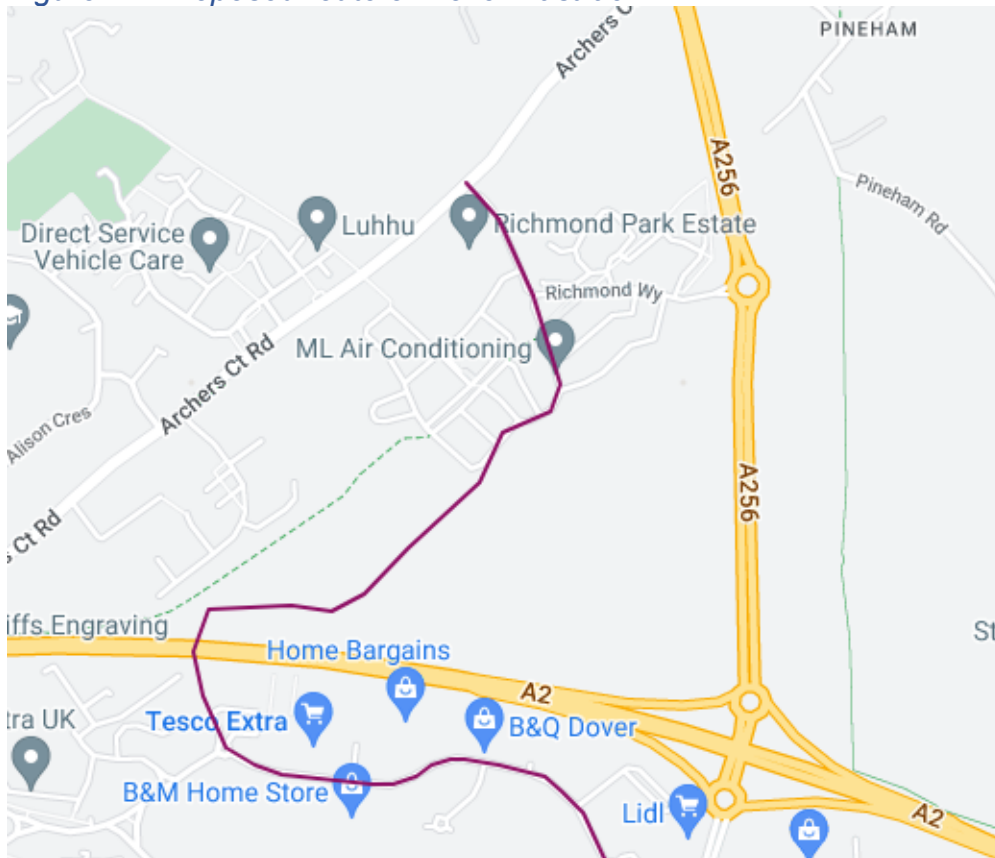 PINEHAM
Archers C
A256
Pineham Rd
Direct Service
Vehicle Care
Luhhu
Richmond Park Estate
Richmond Wy
ML Air Conditioning
Archers Ct Rd
Alison Cres
A256
s Ct Rd
iffs Engraving
St
Home Bargains
A2
tra UK
Tesco Extra
B&Q Dover
B&M Home Store
Lidl
A2